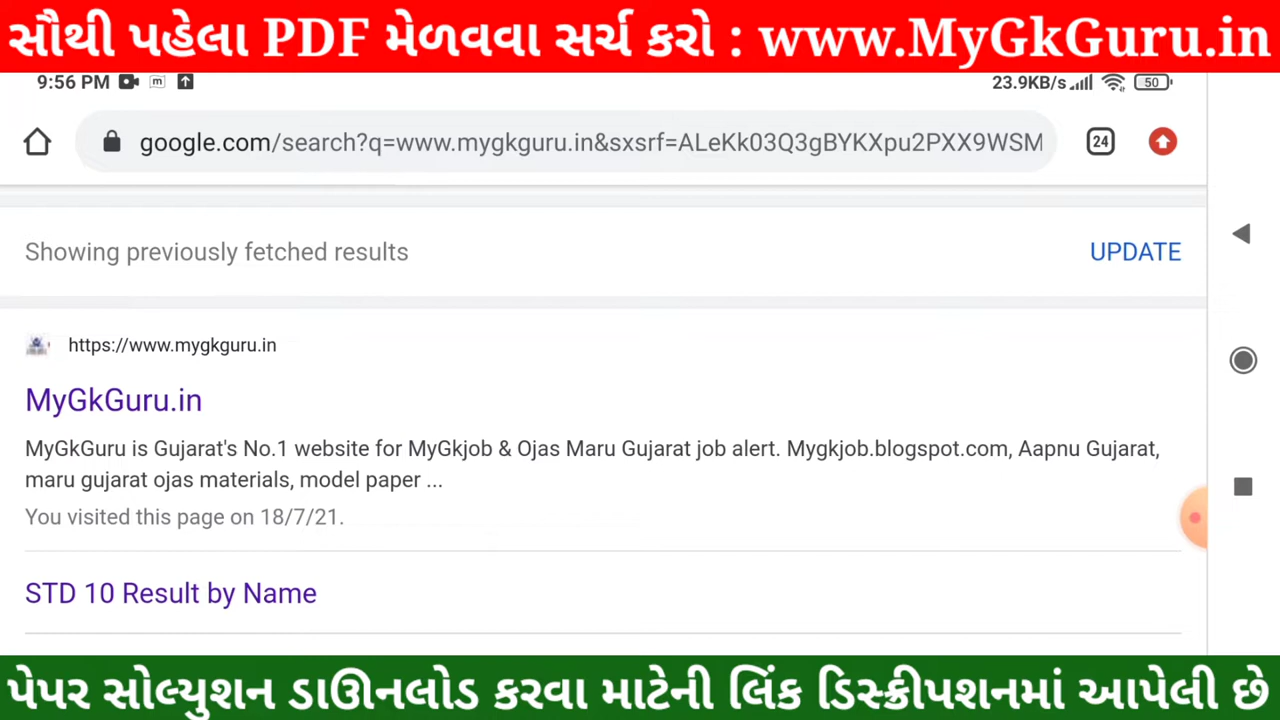 સૌથી પહેલા PDF મેળવવા સર્ચ કરો : www.MyGkGuru.in
9:56 PM m 23.9KB/s 50
google.com/search?q=www.mygkguru.in&sxsrf=ALeKk03Q3gBYKXpu2PXX9WSM 24
Showing previously fetched results UPDATE
https://www.mygkguru.in
MyGkGuru.in
MyGkGuru is Gujarat's No.1 website for MyGkjob & Ojas Maru Gujarat job alert. Mygkjob.blogspot.com, Aapnu Gujarat,
maru gujarat ojas materials, model paper ...
You visited this page on 18/7/21.
STD 10 Result by Name
પેપર સોલ્યુશન ડાઊનલોડ કરવા માટેની લિંક ડિસ્ક્રીપશનમાં આપેલી છે